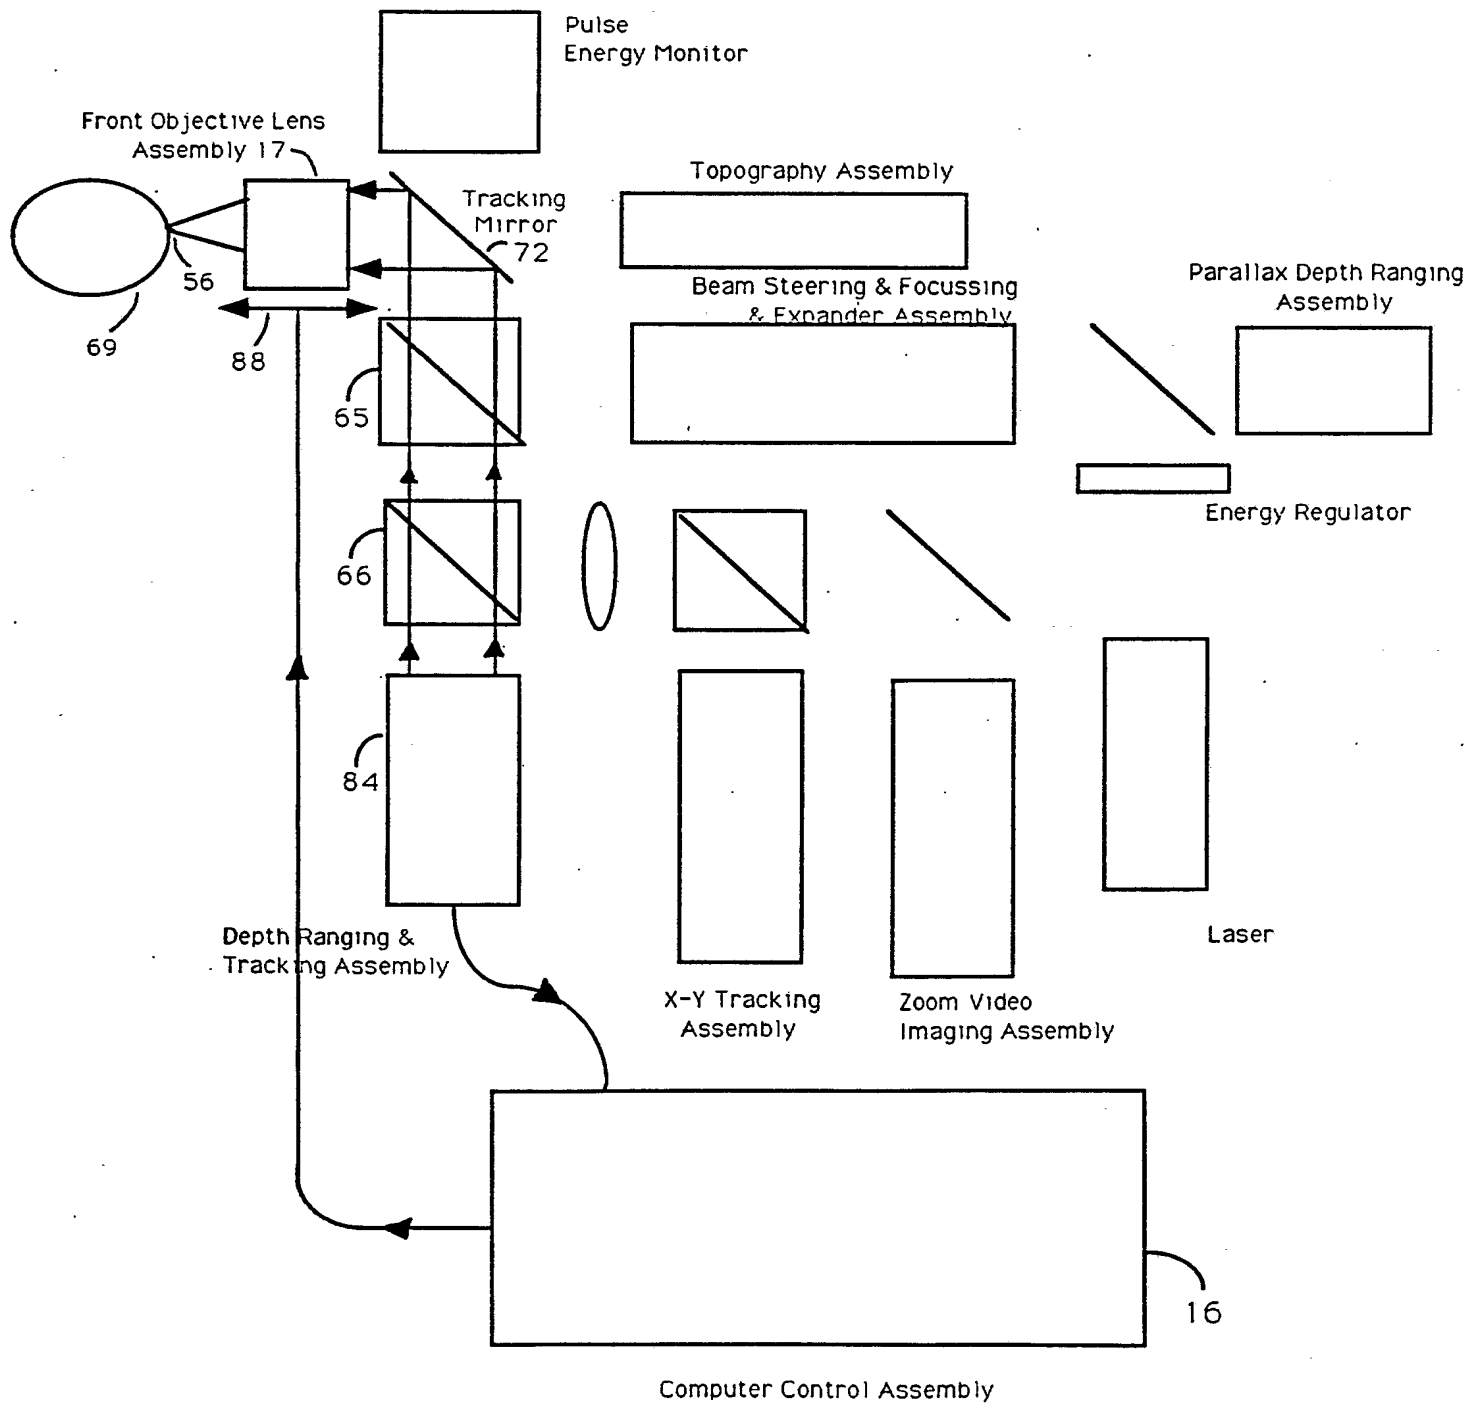 Pulse
Energy Monitor
Front Objective Lens
Assembly 17
Topography Assembly
Tracking
Mirror
72
56
69
88
Beam Steering & Focussing
& Expander Assembly
Parallax Depth Ranging
Assembly
65
Energy Regulator
66
84
Depth Ranging &
Tracking Assembly
Laser
X-Y Tracking
Assembly
Zoom Video
Imaging Assembly
16
Computer Control Assembly